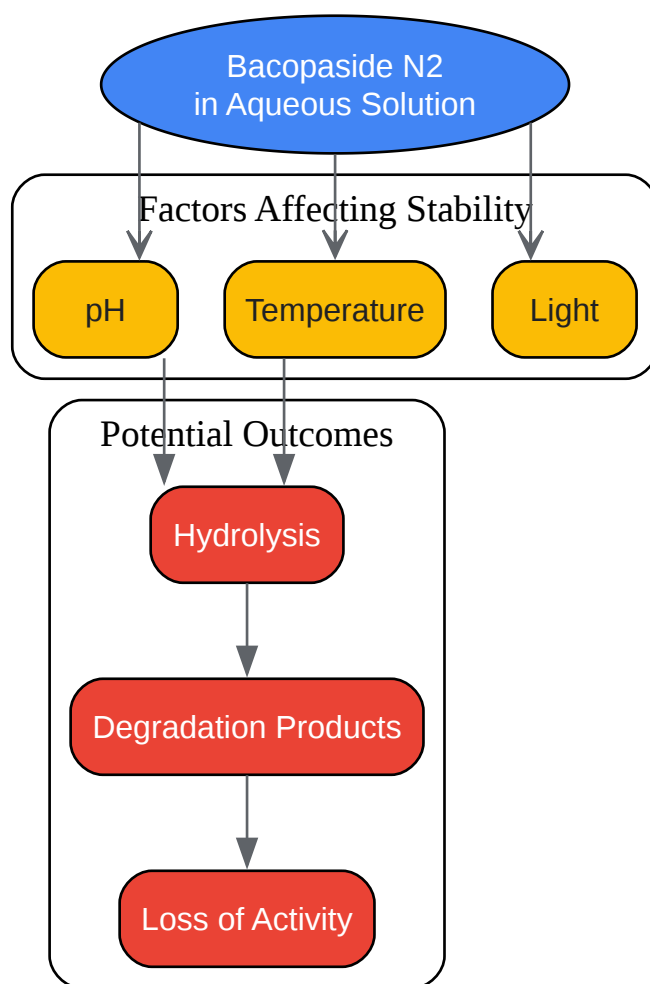 Bacopaside N2
in Aqueous Solution
Factors Affecting Stability
pH
Temperature
Light
Potential Outcomes
Hydrolysis
Degradation Products
Loss of Activity